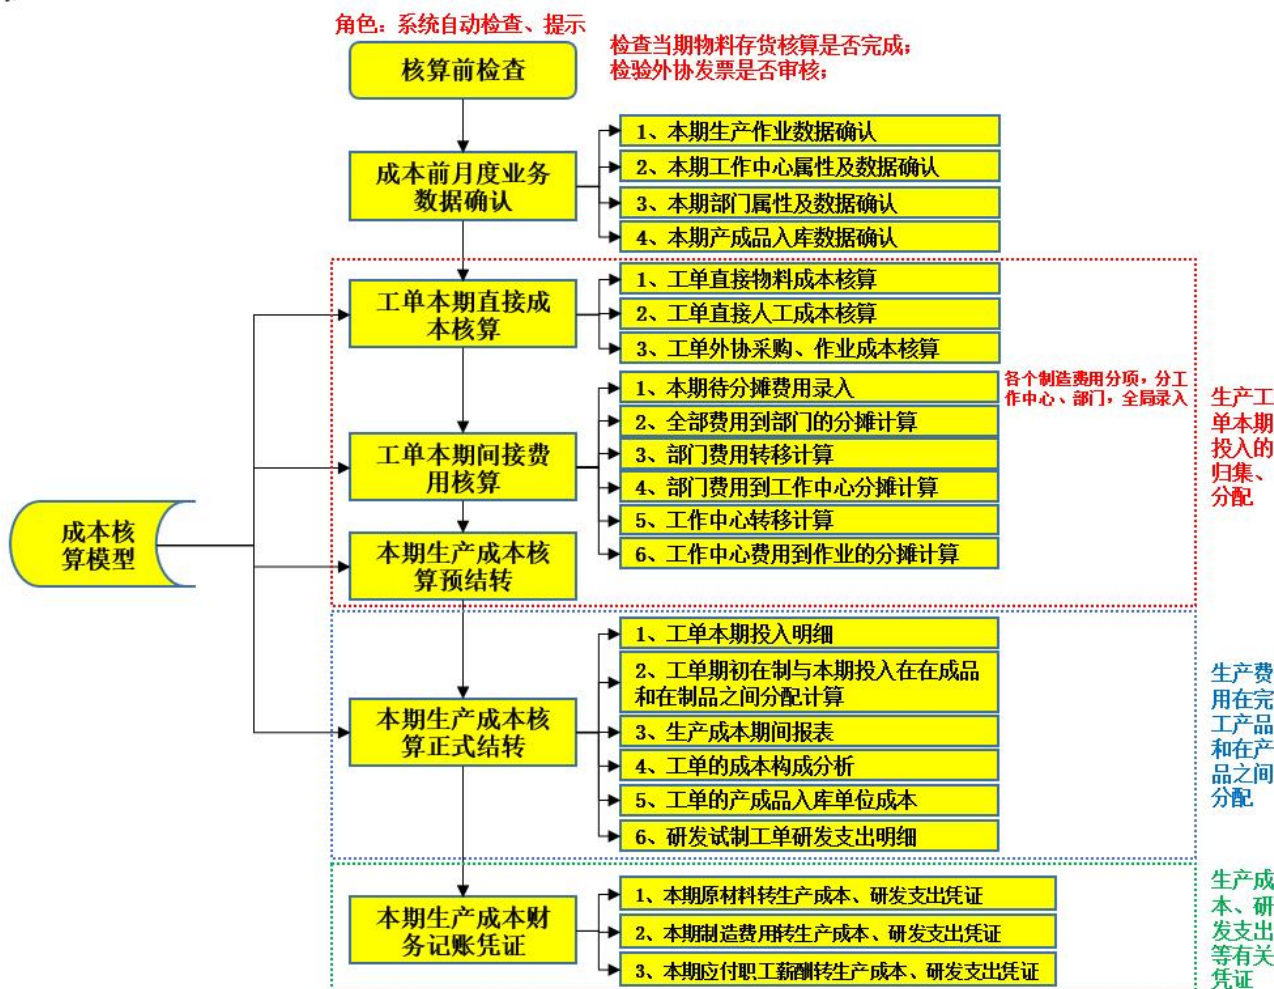 角色：系统自动检查、提示
检查当期物料存货核算是否完成；
检验外协发票是否审核；
核算前检查
成本前月度业务
数据确认
1、本期生产作业数据确认
2、本期工作中心属性及数据确认
3、本期部门属性及数据确认
4、本期产成品入库数据确认
工单本期直接成
本核算
1、工单直接物料成本核算
2、工单直接人工成本核算
3、工单外协采购、作业成本核算
工单本期间接费
用核算
1、本期待分摊费用录入
2、全部费用到部门的分摊计算
3、部门费用转移计算
4、部门费用到工作中心分摊计算
5、工作中心转移计算
6、工作中心费用到作业的分摊计算
各个制造费用分项，分工
作中心、部门，全局录入
生产工
单本期
投入的
归集、
分配
成本核
算模型
本期生产成本核
算预结转
本期生产成本核
算正式结转
1、工单本期投入明细
2、工单期初在制与本期投入在在成品
和在制品之间分配计算
3、生产成本期间报表
4、工单的成本构成分析
5、工单的产成品入库单位成本
6、研发试制工单研发支出明细
生产费
用在完
工产品
和在产
品之间
分配
本期生产成本财
务记账凭证
1、本期原材料转生产成本、研发支出凭证
2、本期制造费用转生产成本、研发支出凭证
3、本期应付职工薪酬转生产成本、研发支出凭证
生产成
本、研
发支出
等有关
凭证